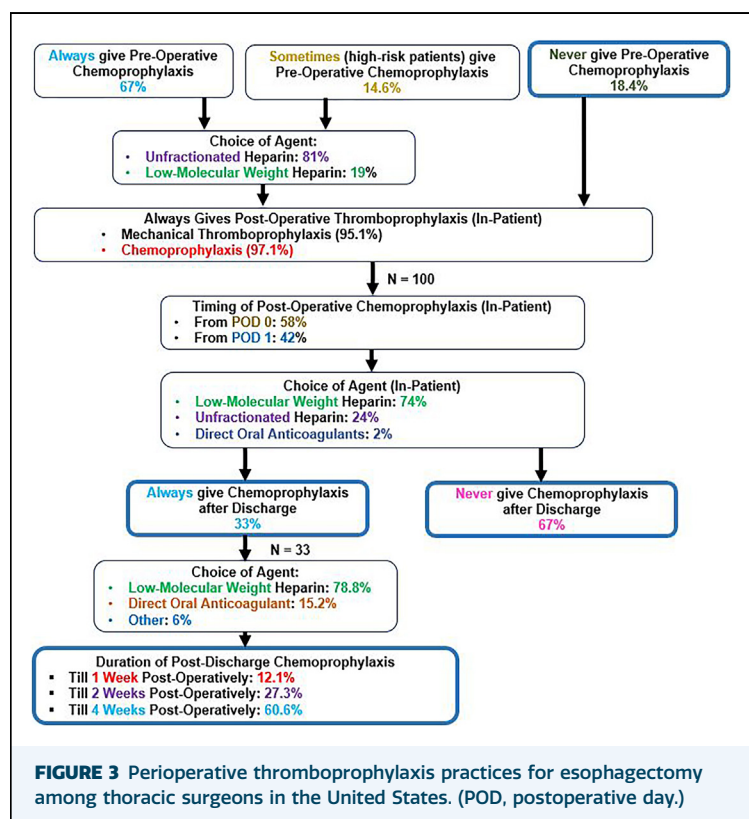 Always give Pre-Operative
Chemoprophylaxis
67%
Sometimes (high-risk patients) give
Pre-Operative Chemoprophylaxis
14.6%
Never give Pre-Operative
Chemoprophylaxis
18.4%
Choice of Agent:
• Unfractionated Heparin: 81%
• Low-Molecular Weight Heparin: 19%
Always Gives Post-Operative Thromboprophylaxis (In-Patient)
• Mechanical Thromboprophylaxis (95.1%)
• Chemoprophylaxis (97.1%)
N = 100
Timing of Post-Operative Chemoprophylaxis (In-Patient)
• From POD 0: 58%
• From POD 1: 42%
Choice of Agent (In-Patient)
• Low-Molecular Weight Heparin: 74%
• Unfractionated Heparin: 24%
• Direct Oral Anticoagulants: 2%
Always give Chemoprophylaxis
after Discharge
33%
Never give Chemoprophylaxis
after Discharge
67%
N = 33
Choice of Agent:
• Low-Molecular Weight Heparin: 78.8%
• Direct Oral Anticoagulant: 15.2%
• Other: 6%
Duration of Post-Discharge Chemoprophylaxis
▪ Till 1 Week Post-Operatively: 12.1%
▪ Till 2 Weeks Post-Operatively: 27.3%
▪ Till 4 Weeks Post-Operatively: 60.6%
FIGURE 3 Perioperative thromboprophylaxis practices for esophagectomy
among thoracic surgeons in the United States. (POD, postoperative day.)